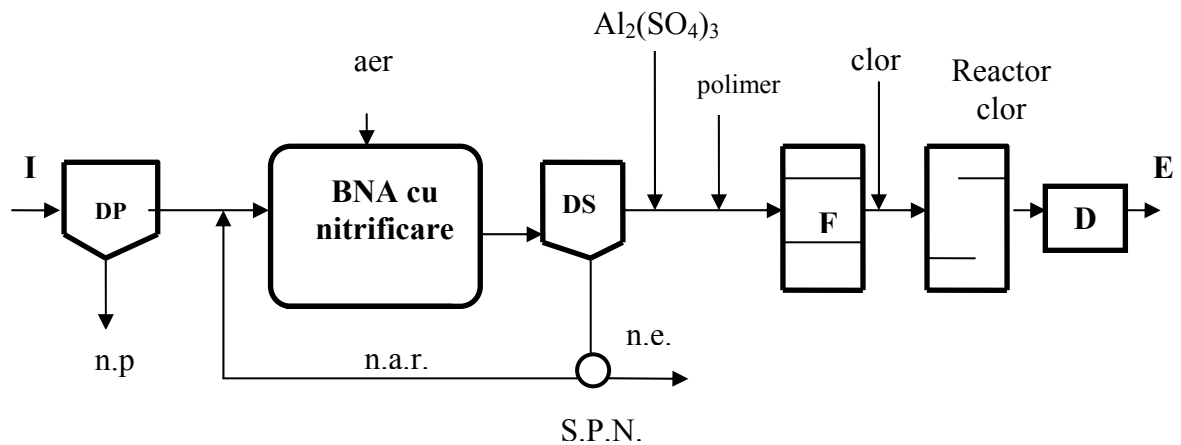 Al₂(SO₄)₃
aer
clor
polimer
Reactor
clor
I
DP
BNA cu
nitrificare
DS
F
D
E
n.p
n.a.r.
n.e.
S.P.N.